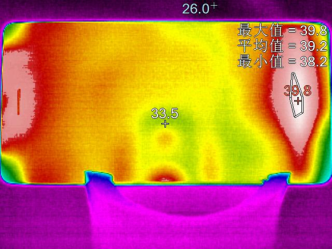 26.0
最大值 = 39.8
平均值 = 39.2
最小值 = 38.2
39.8
33.5